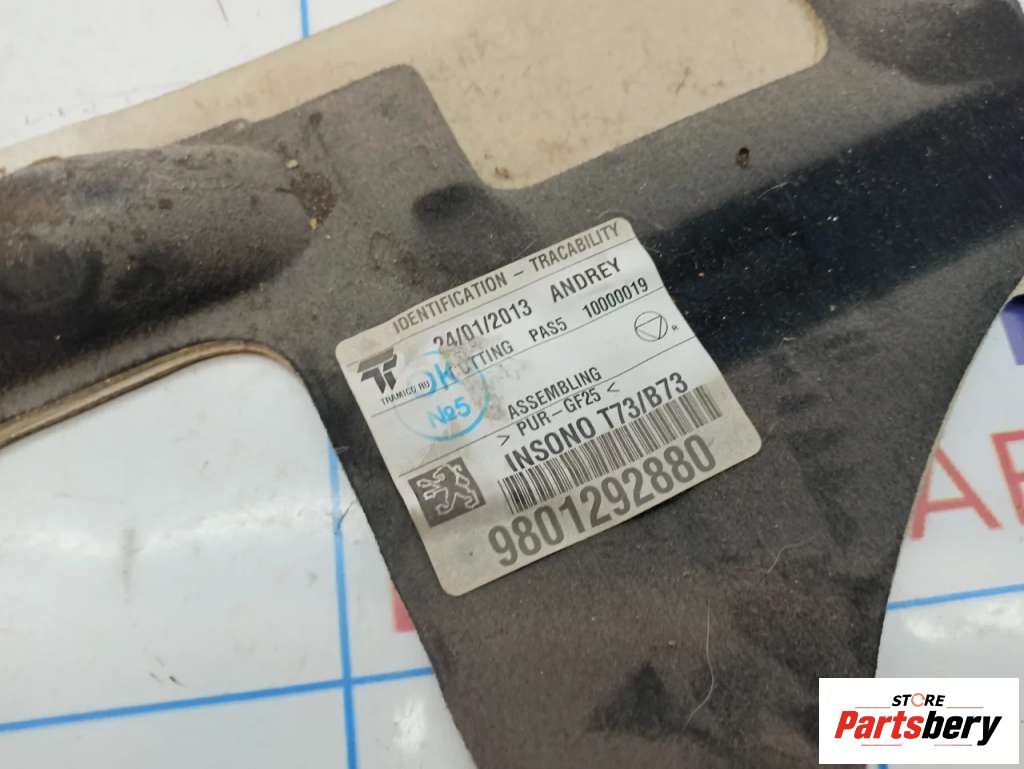 IDENTIFICATION - TRACABILITY
24/01/2013 ANDREY
TRAMICO RU
CUTTING PAS5 10000019
R
OK
№5
ASSEMBLING
> PUR-GF25 <
INSONO T73/B73
9801292880
STORE
Partsbery